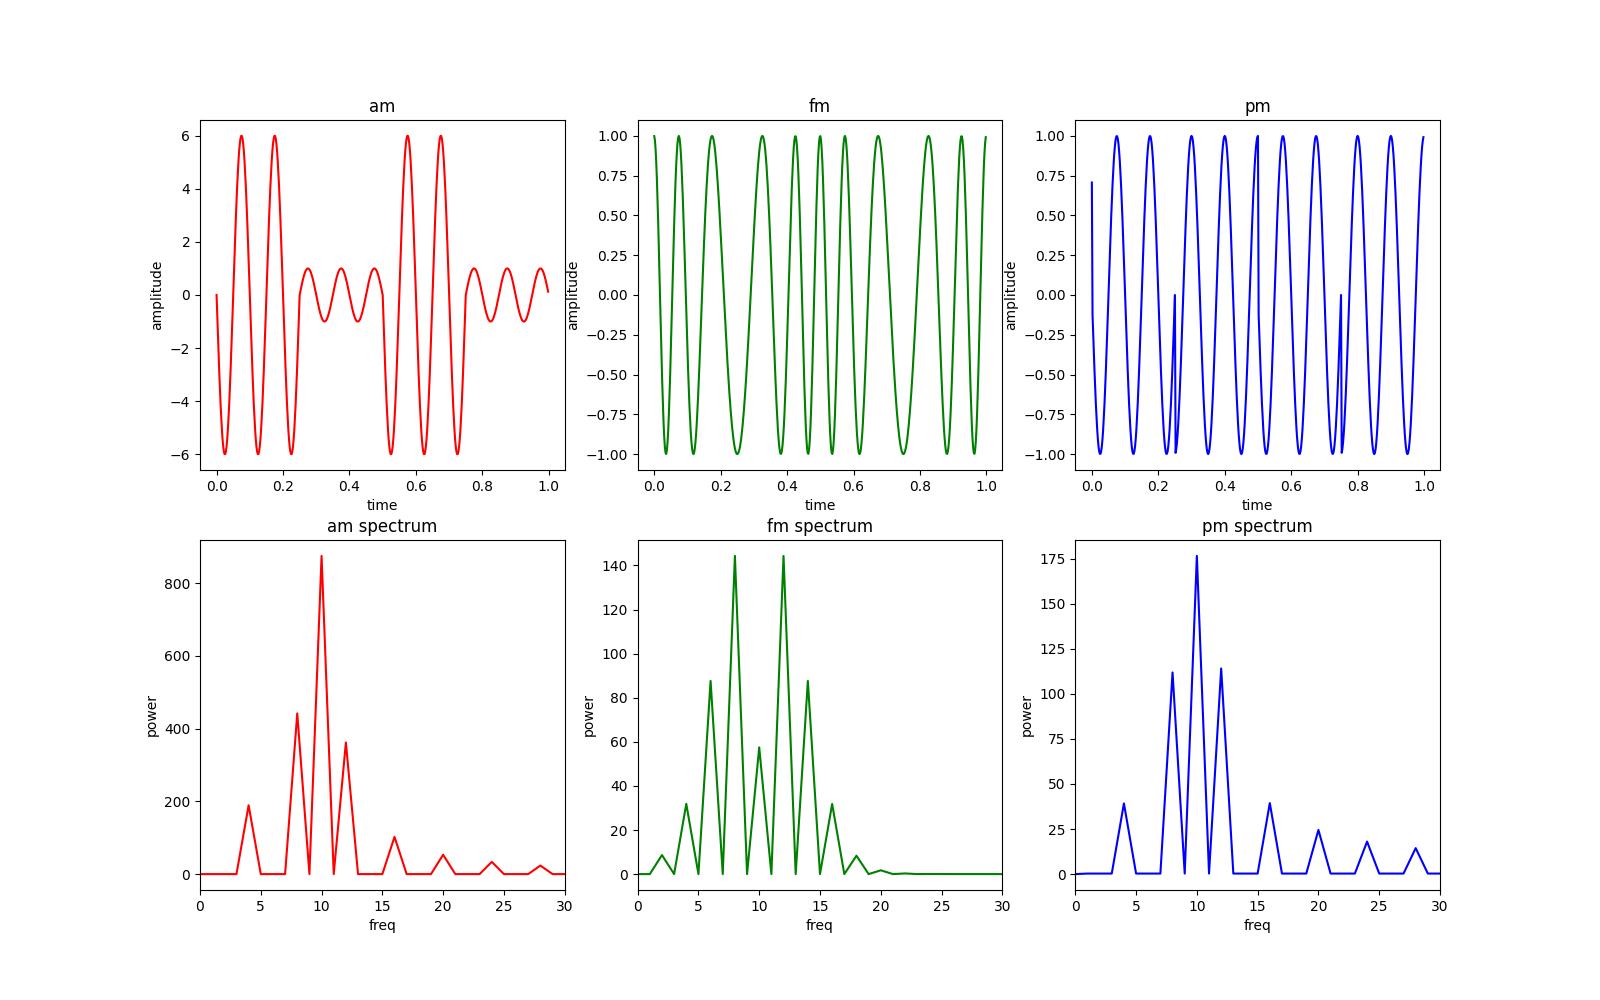 am
fm
pm
6
4
2
0
−2
−4
−6
amplitude
0.0 0.2 0.4 0.6 0.8 1.0
time
1.00
0.75
0.50
0.25
0.00
−0.25
−0.50
−0.75
−1.00
amplitude
0.0 0.2 0.4 0.6 0.8 1.0
time
1.00
0.75
0.50
0.25
0.00
−0.25
−0.50
−0.75
−1.00
amplitude
0.0 0.2 0.4 0.6 0.8 1.0
time
am spectrum
800
600
400
200
0
power
0 5 10 15 20 25 30
freq
fm spectrum
140
120
100
80
60
40
20
0
power
0 5 10 15 20 25 30
freq
pm spectrum
175
150
125
100
75
50
25
0
power
0 5 10 15 20 25 30
freq